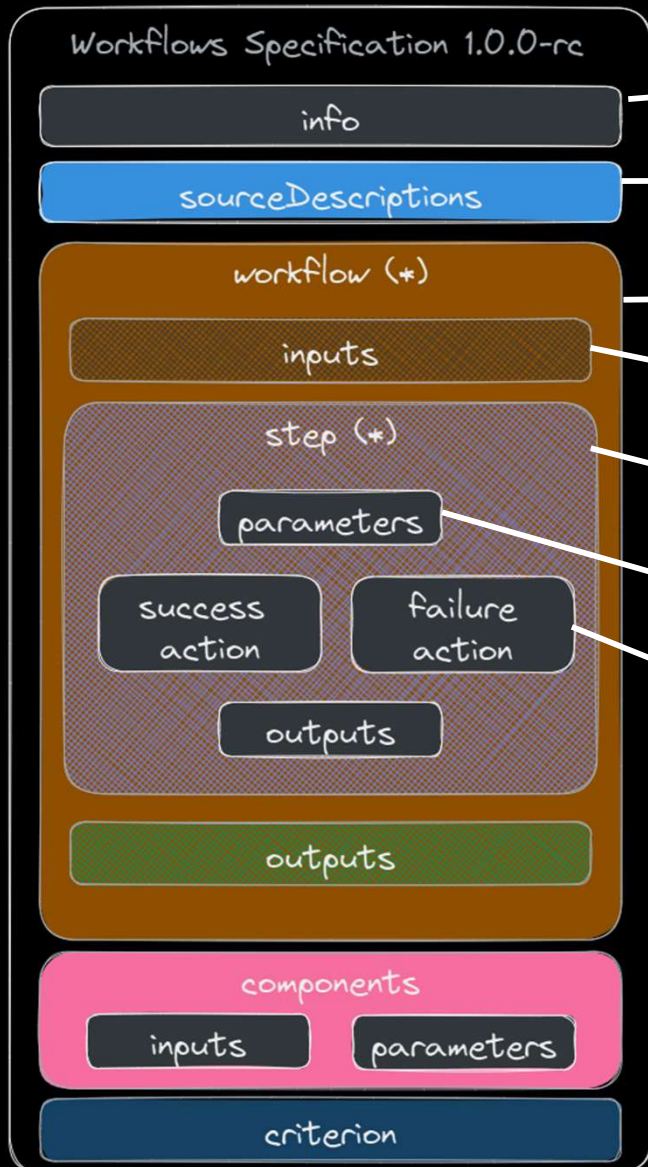 Workflows Specification 1.0.0-rc
info
sourceDescriptions
workflow (*)
inputs
step (*)
parameters
success
action
failure
action
outputs
outputs
components
inputs
parameters
criterion